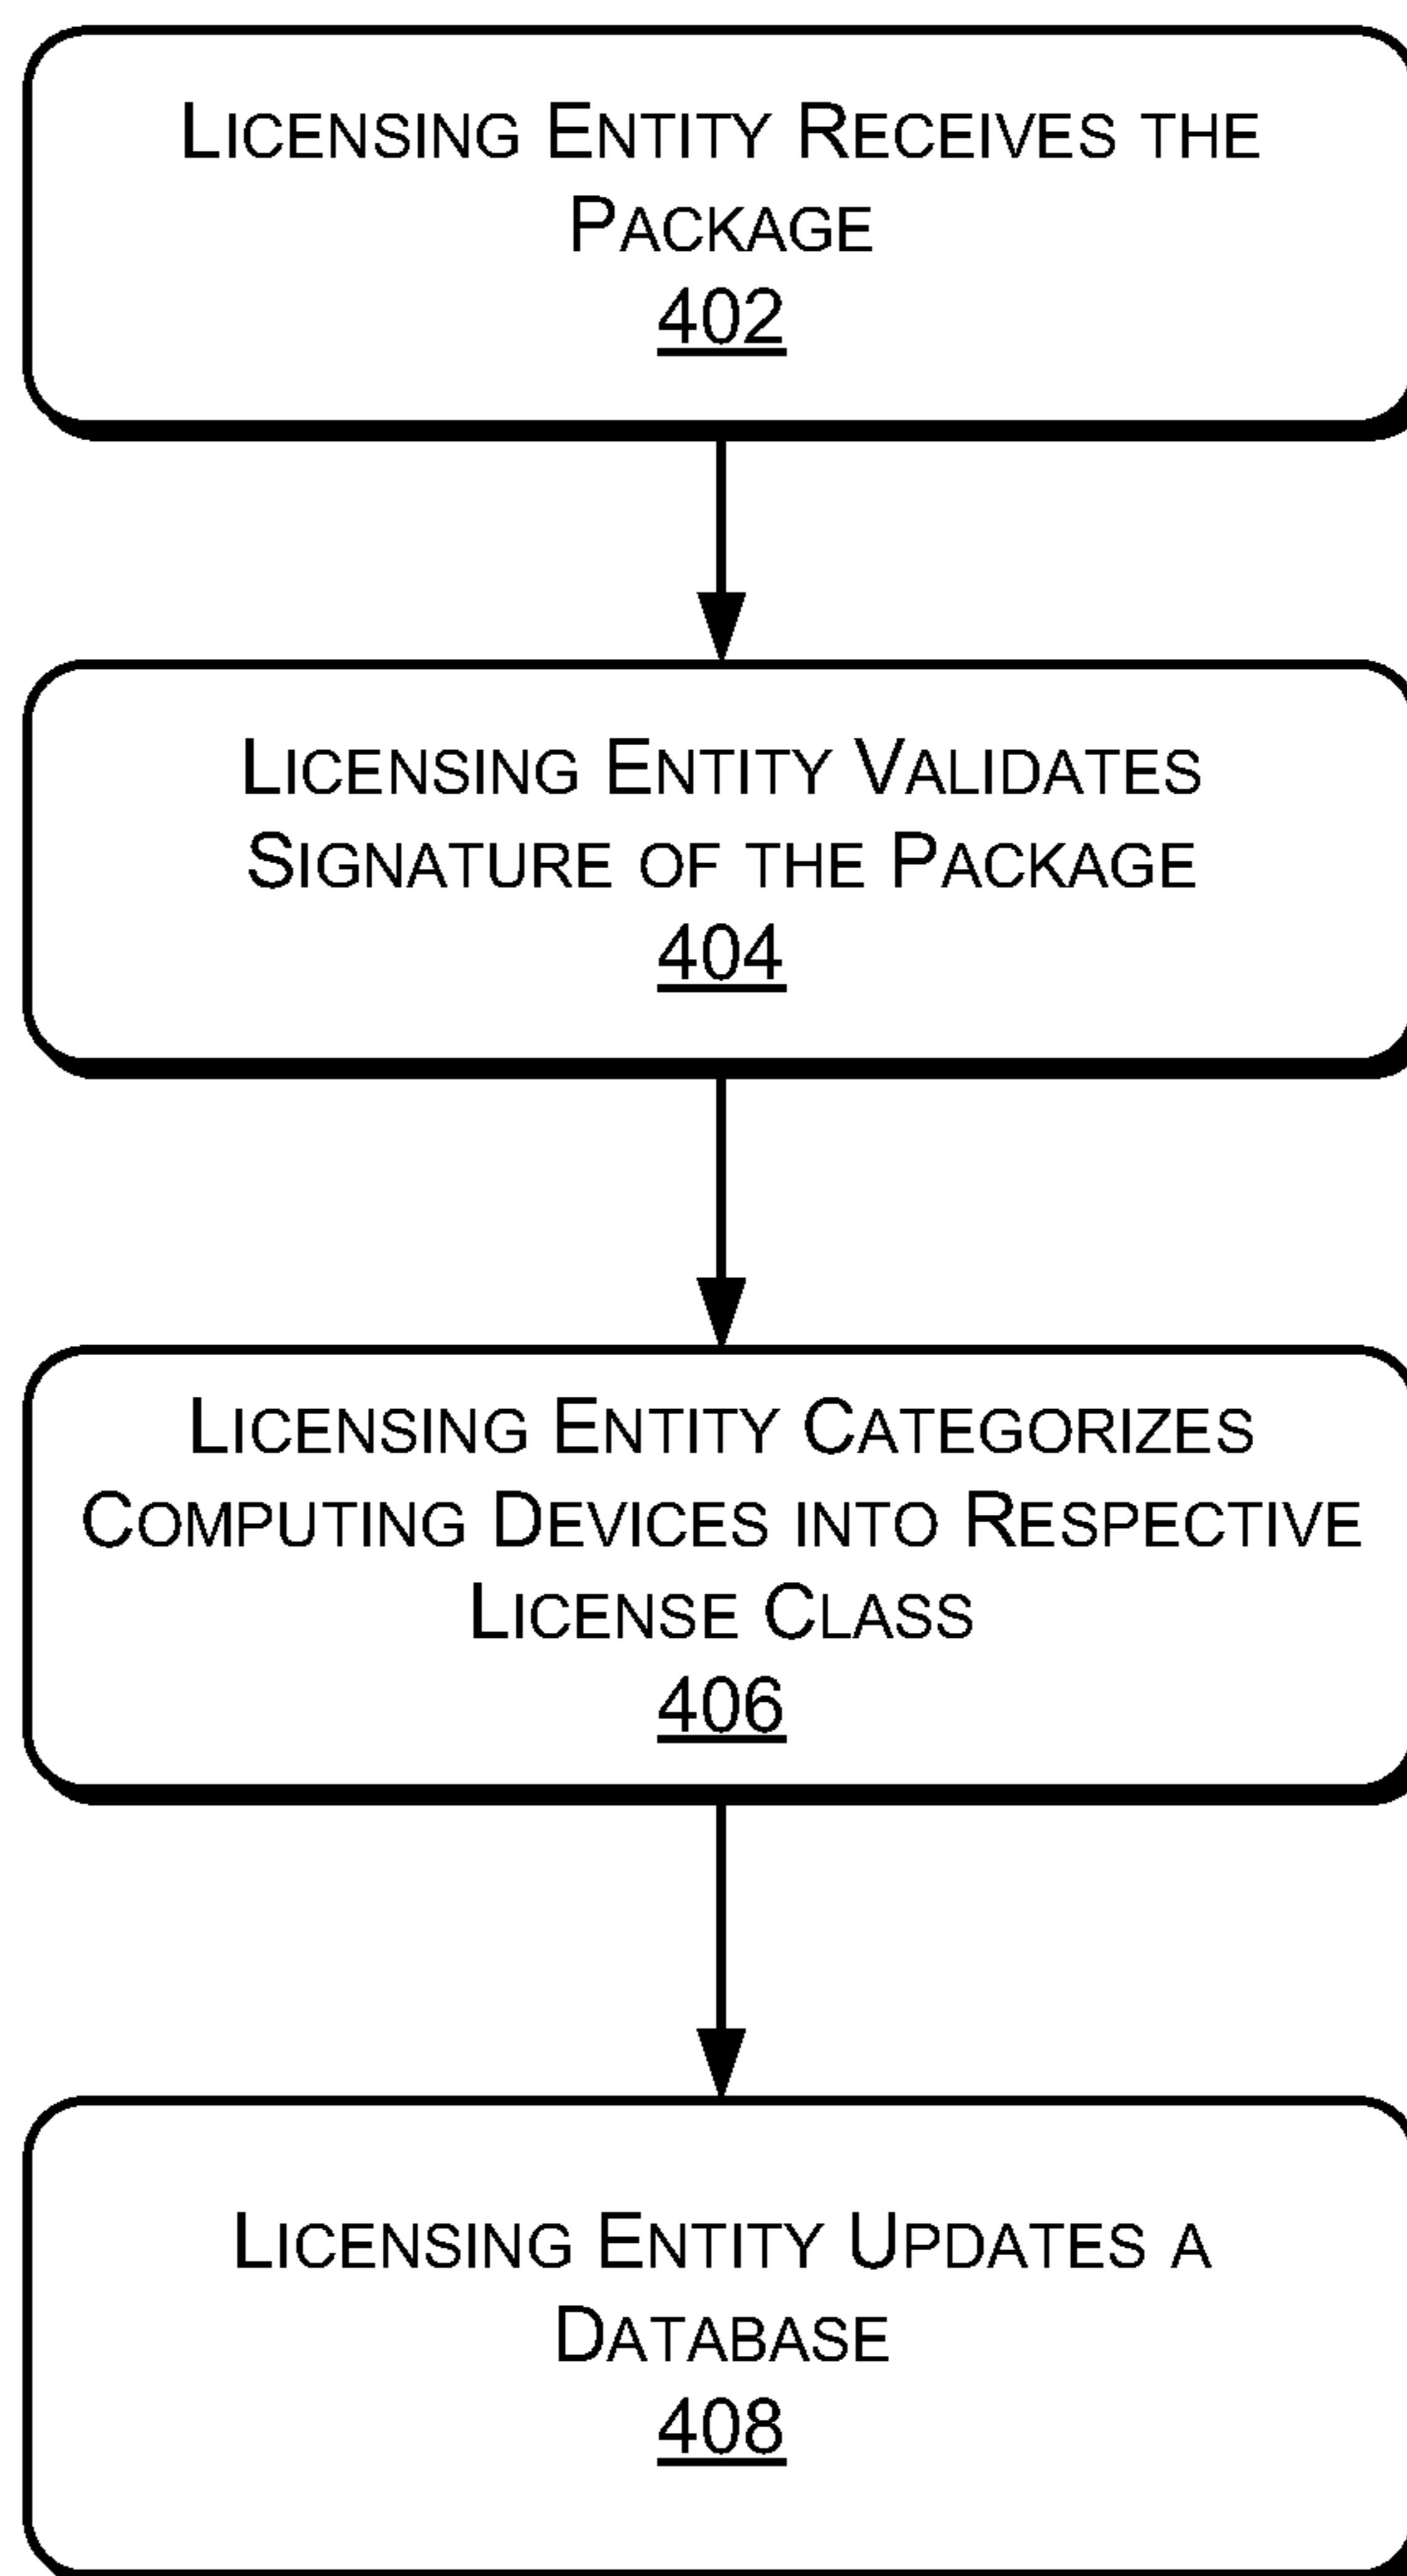 LICENSING ENTITY RECEIVES THE
PACKAGE
402
LICENSING ENTITY VALIDATES
SIGNATURE OF THE PACKAGE
404
LICENSING ENTITY CATEGORIZES
COMPUTING DEVICES INTO RESPECTIVE
LICENSE CLASS
406
LICENSING ENTITY UPDATES A
DATABASE
408